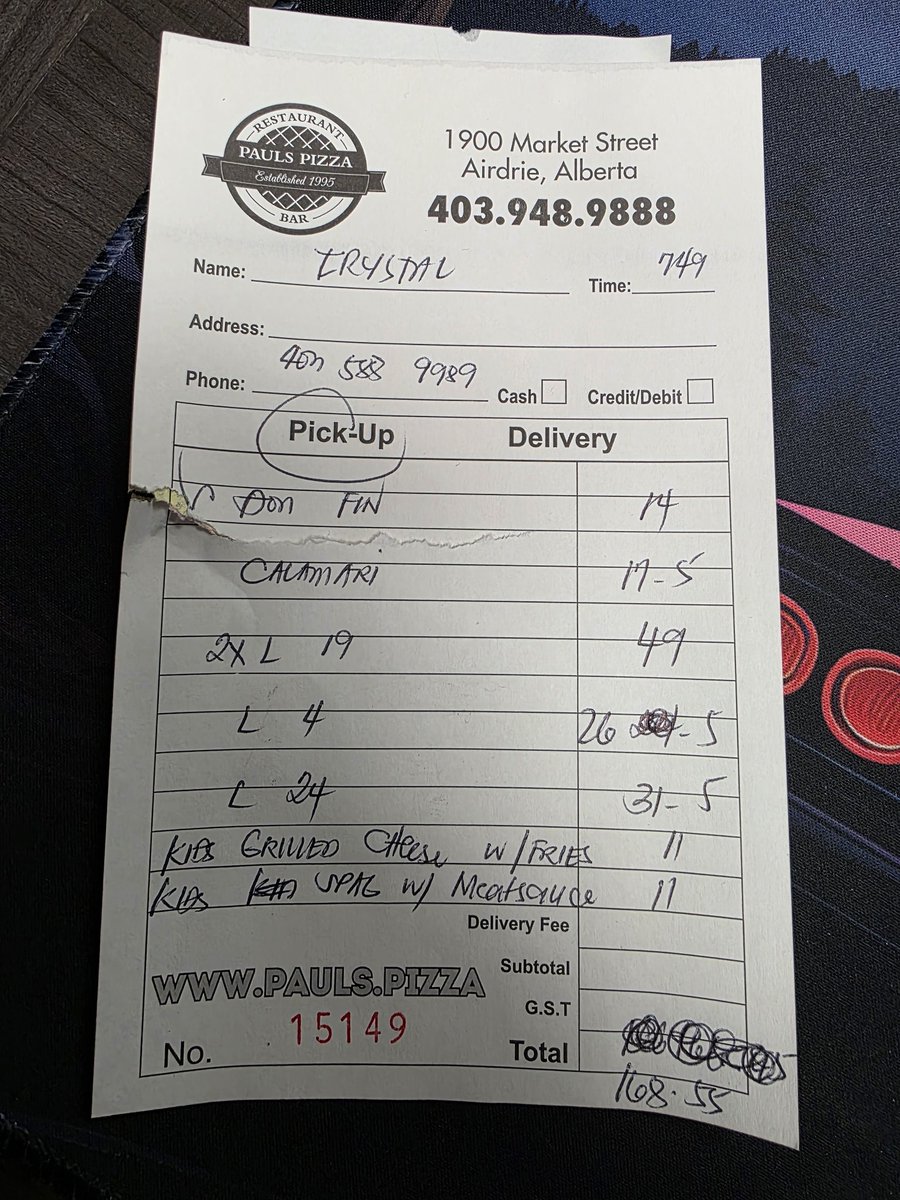 RESTAURANT
PAULS PIZZA
Established 1995
BAR
1900 Market Street
Airdrie, Alberta
403.948.9888
Name: CRYSTAL
Time: 749
Address:
Phone: 403 588 9989
Cash Credit/Debit
Pick-Up Delivery
Don FIN 14
CALAMARI 17-5
2X L 19 49
L 4 26 -5
L 24 31-5
KIDS GRILLED CHEESE W/FRIES 11
KIDS SPAG W/ Meatsauce 11
Delivery Fee
Subtotal
WWW.PAULS.PIZZA
G.S.T
No. 15149
Total
168.55